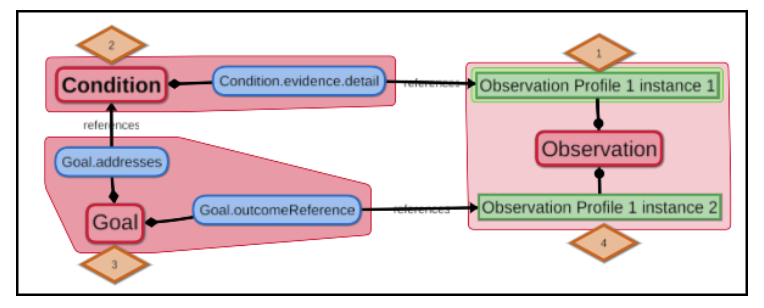 2
1
Condition
Condition.evidence.detail
references
Observation Profile 1 instance 1
references
Observation
Goal.addresses
Goal.outcomeReference
references
Observation Profile 1 instance 2
Goal
3
4